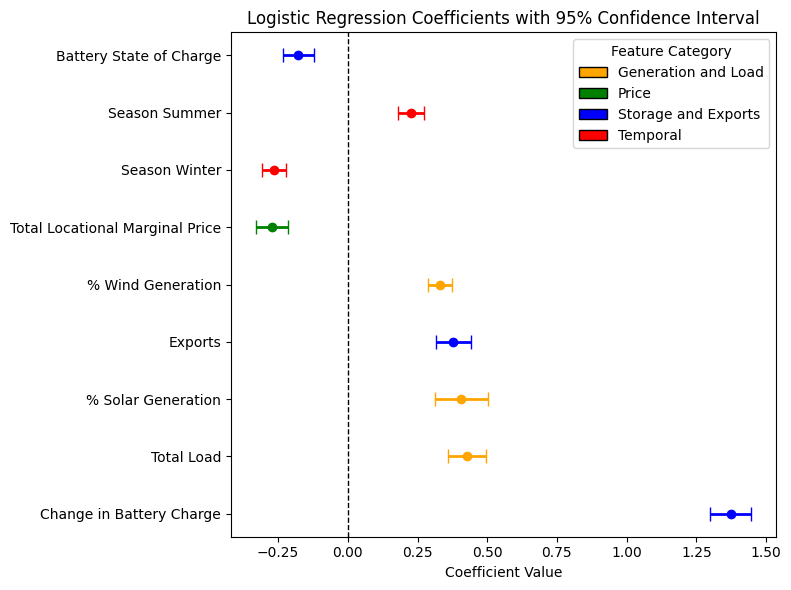 Logistic Regression Coefficients with 95% Confidence Interval
Feature Category
Generation and Load
Price
Storage and Exports
Temporal
Battery State of Charge
Season Summer
Season Winter
Total Locational Marginal Price
% Wind Generation
Exports
% Solar Generation
Total Load
Change in Battery Charge
−0.25 0.00 0.25 0.50 0.75 1.00 1.25 1.50
Coefficient Value